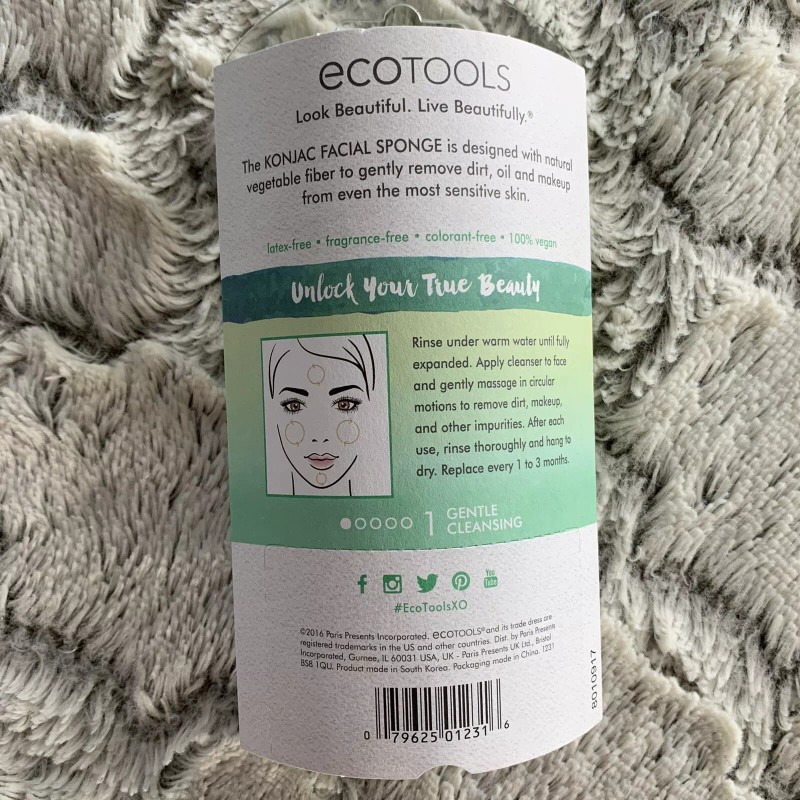 ecoTOOLS
Look Beautiful. Live Beautifully.®
The KONJAC FACIAL SPONGE is designed with natural
vegetable fiber to gently remove dirt, oil and makeup
from even the most sensitive skin.
latex-free • fragrance-free • colorant-free • 100% vegan
Unlock Your True Beauty
Rinse under warm water until fully
expanded. Apply cleanser to face
and gently massage in circular
motions to remove dirt, makeup,
and other impurities. After each
use, rinse thoroughly and hang to
dry. Replace every 1 to 3 months.
1 GENTLE
CLEANSING
You
Tube
#EcoToolsXO
©2016 Paris Presents Incorporated. ecoTOOLS® and its trade dress are
registered trademarks in the US and other countries. Dist. by Paris Presents
Incorporated, Gurnee, IL 60031 USA, UK - Paris Presents UK Ltd., Bristol
BS8 1QU. Product made in South Korea. Packaging made in China. 1231
8010917
0 79625 01231 6